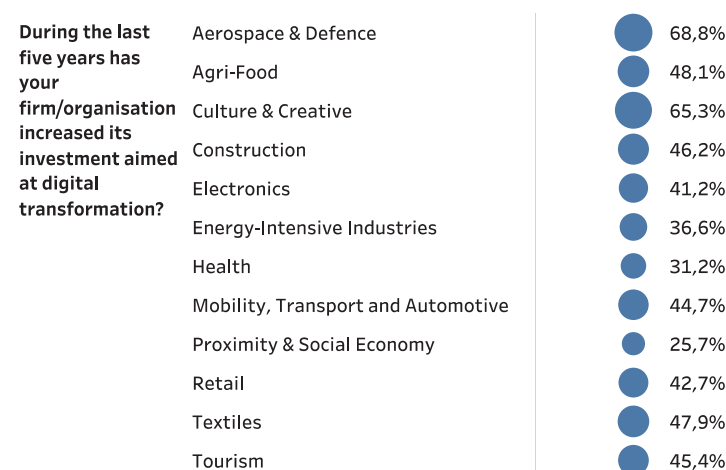 During the last
five years has
your
firm/organisation
increased its
investment aimed
at digital
transformation?
Aerospace & Defence 68,8%
Agri-Food 48,1%
Culture & Creative 65,3%
Construction 46,2%
Electronics 41,2%
Energy-Intensive Industries 36,6%
Health 31,2%
Mobility, Transport and Automotive 44,7%
Proximity & Social Economy 25,7%
Retail 42,7%
Textiles 47,9%
Tourism 45,4%